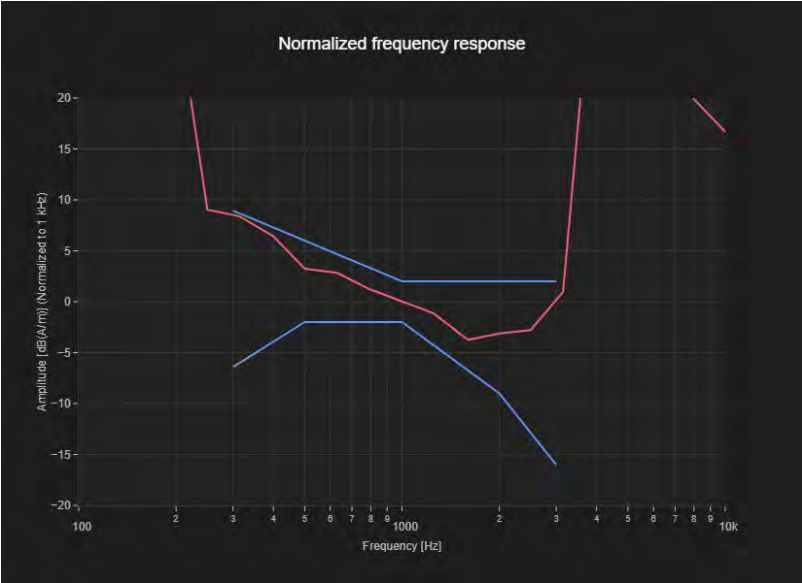 Normalized frequency response
Amplitude [dB(A/m)] (Normalized to 1 kHz)
20
15
10
5
0
−5
−10
−15
−20
100 2 3 4 5 6 7 8 9 1000 2 3 4 5 6 7 8 9 10k
Frequency [Hz]